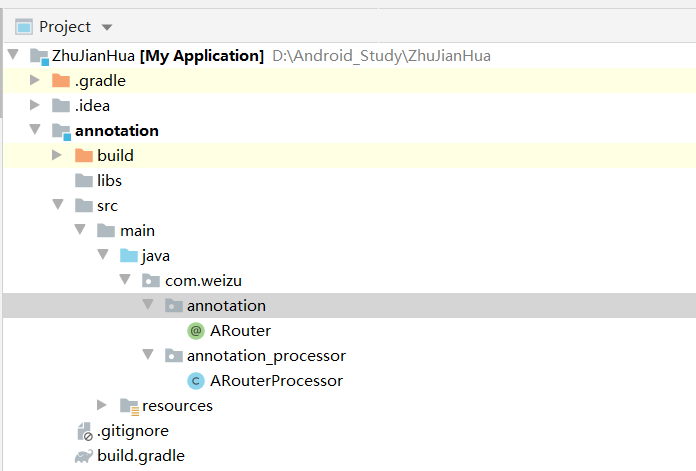 Project
ZhuJianHua [My Application] D:\Android_Study\ZhuJianHua
.gradle
.idea
annotation
build
libs
src
main
java
com.weizu
annotation
@ ARouter
annotation_processor
C ARouterProcessor
resources
.gitignore
build.gradle